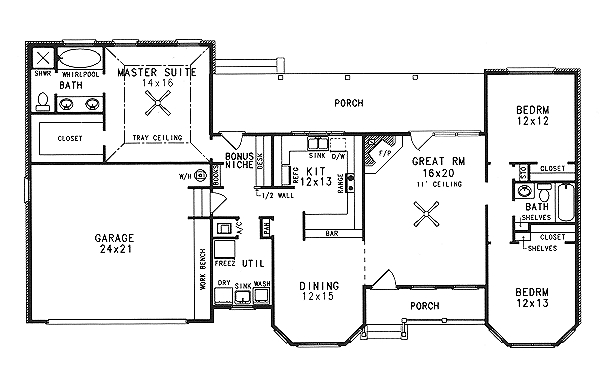 SHWR
WHIRLPOOL
BATH
MASTER SUITE
14x16
TRAY CEILING
CLOSET
PORCH
BEDRM
12x12
BONUS
NICHE
DESK
BOOKS
W/H
SINK
D/W
REFG
KIT
12x13
RANGE
F/P
GREAT RM
16x20
11' CEILING
1/2 WALL
CLOSET
BATH
SHELVES
CLOSET
SHELVES
GARAGE
24x21
WORK BENCH
A/C
PAN
BAR
FREEZ
UTIL
DRY
SINK
WASH
DINING
12x15
PORCH
BEDRM
12x13